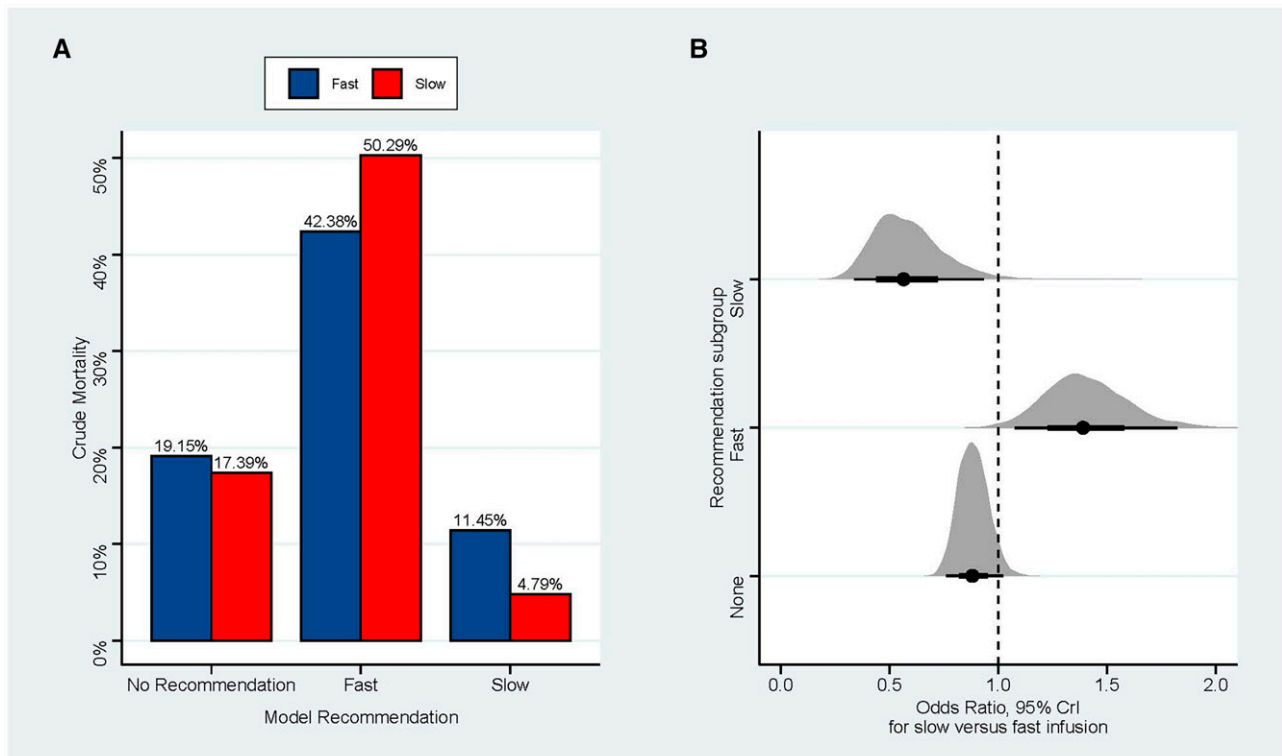 A
Fast
Slow
50%
40%
30%
20%
10%
0%
Crude Mortality
19.15%
17.39%
42.38%
50.29%
11.45%
4.79%
No Recommendation
Fast
Slow
Model Recommendation
B
Recommendation subgroup
Slow
Fast
None
0.0
0.5
1.0
1.5
2.0
Odds Ratio, 95% CrI
for slow versus fast infusion